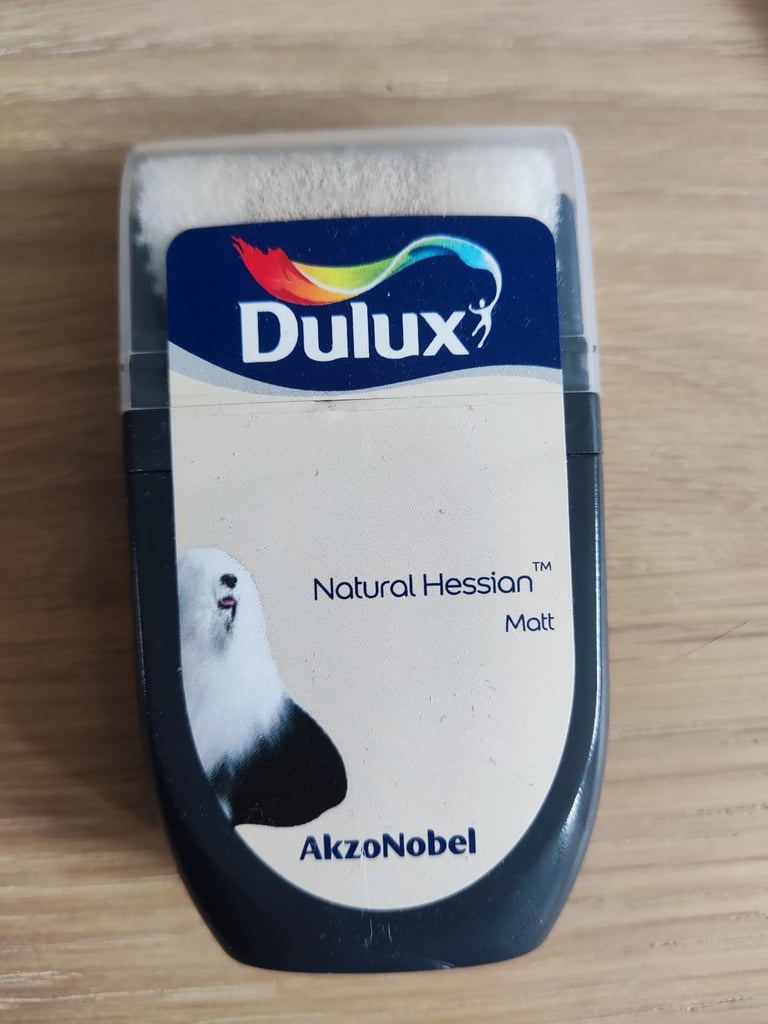 Dulux
Natural Hessian™
Matt
AkzoNobel